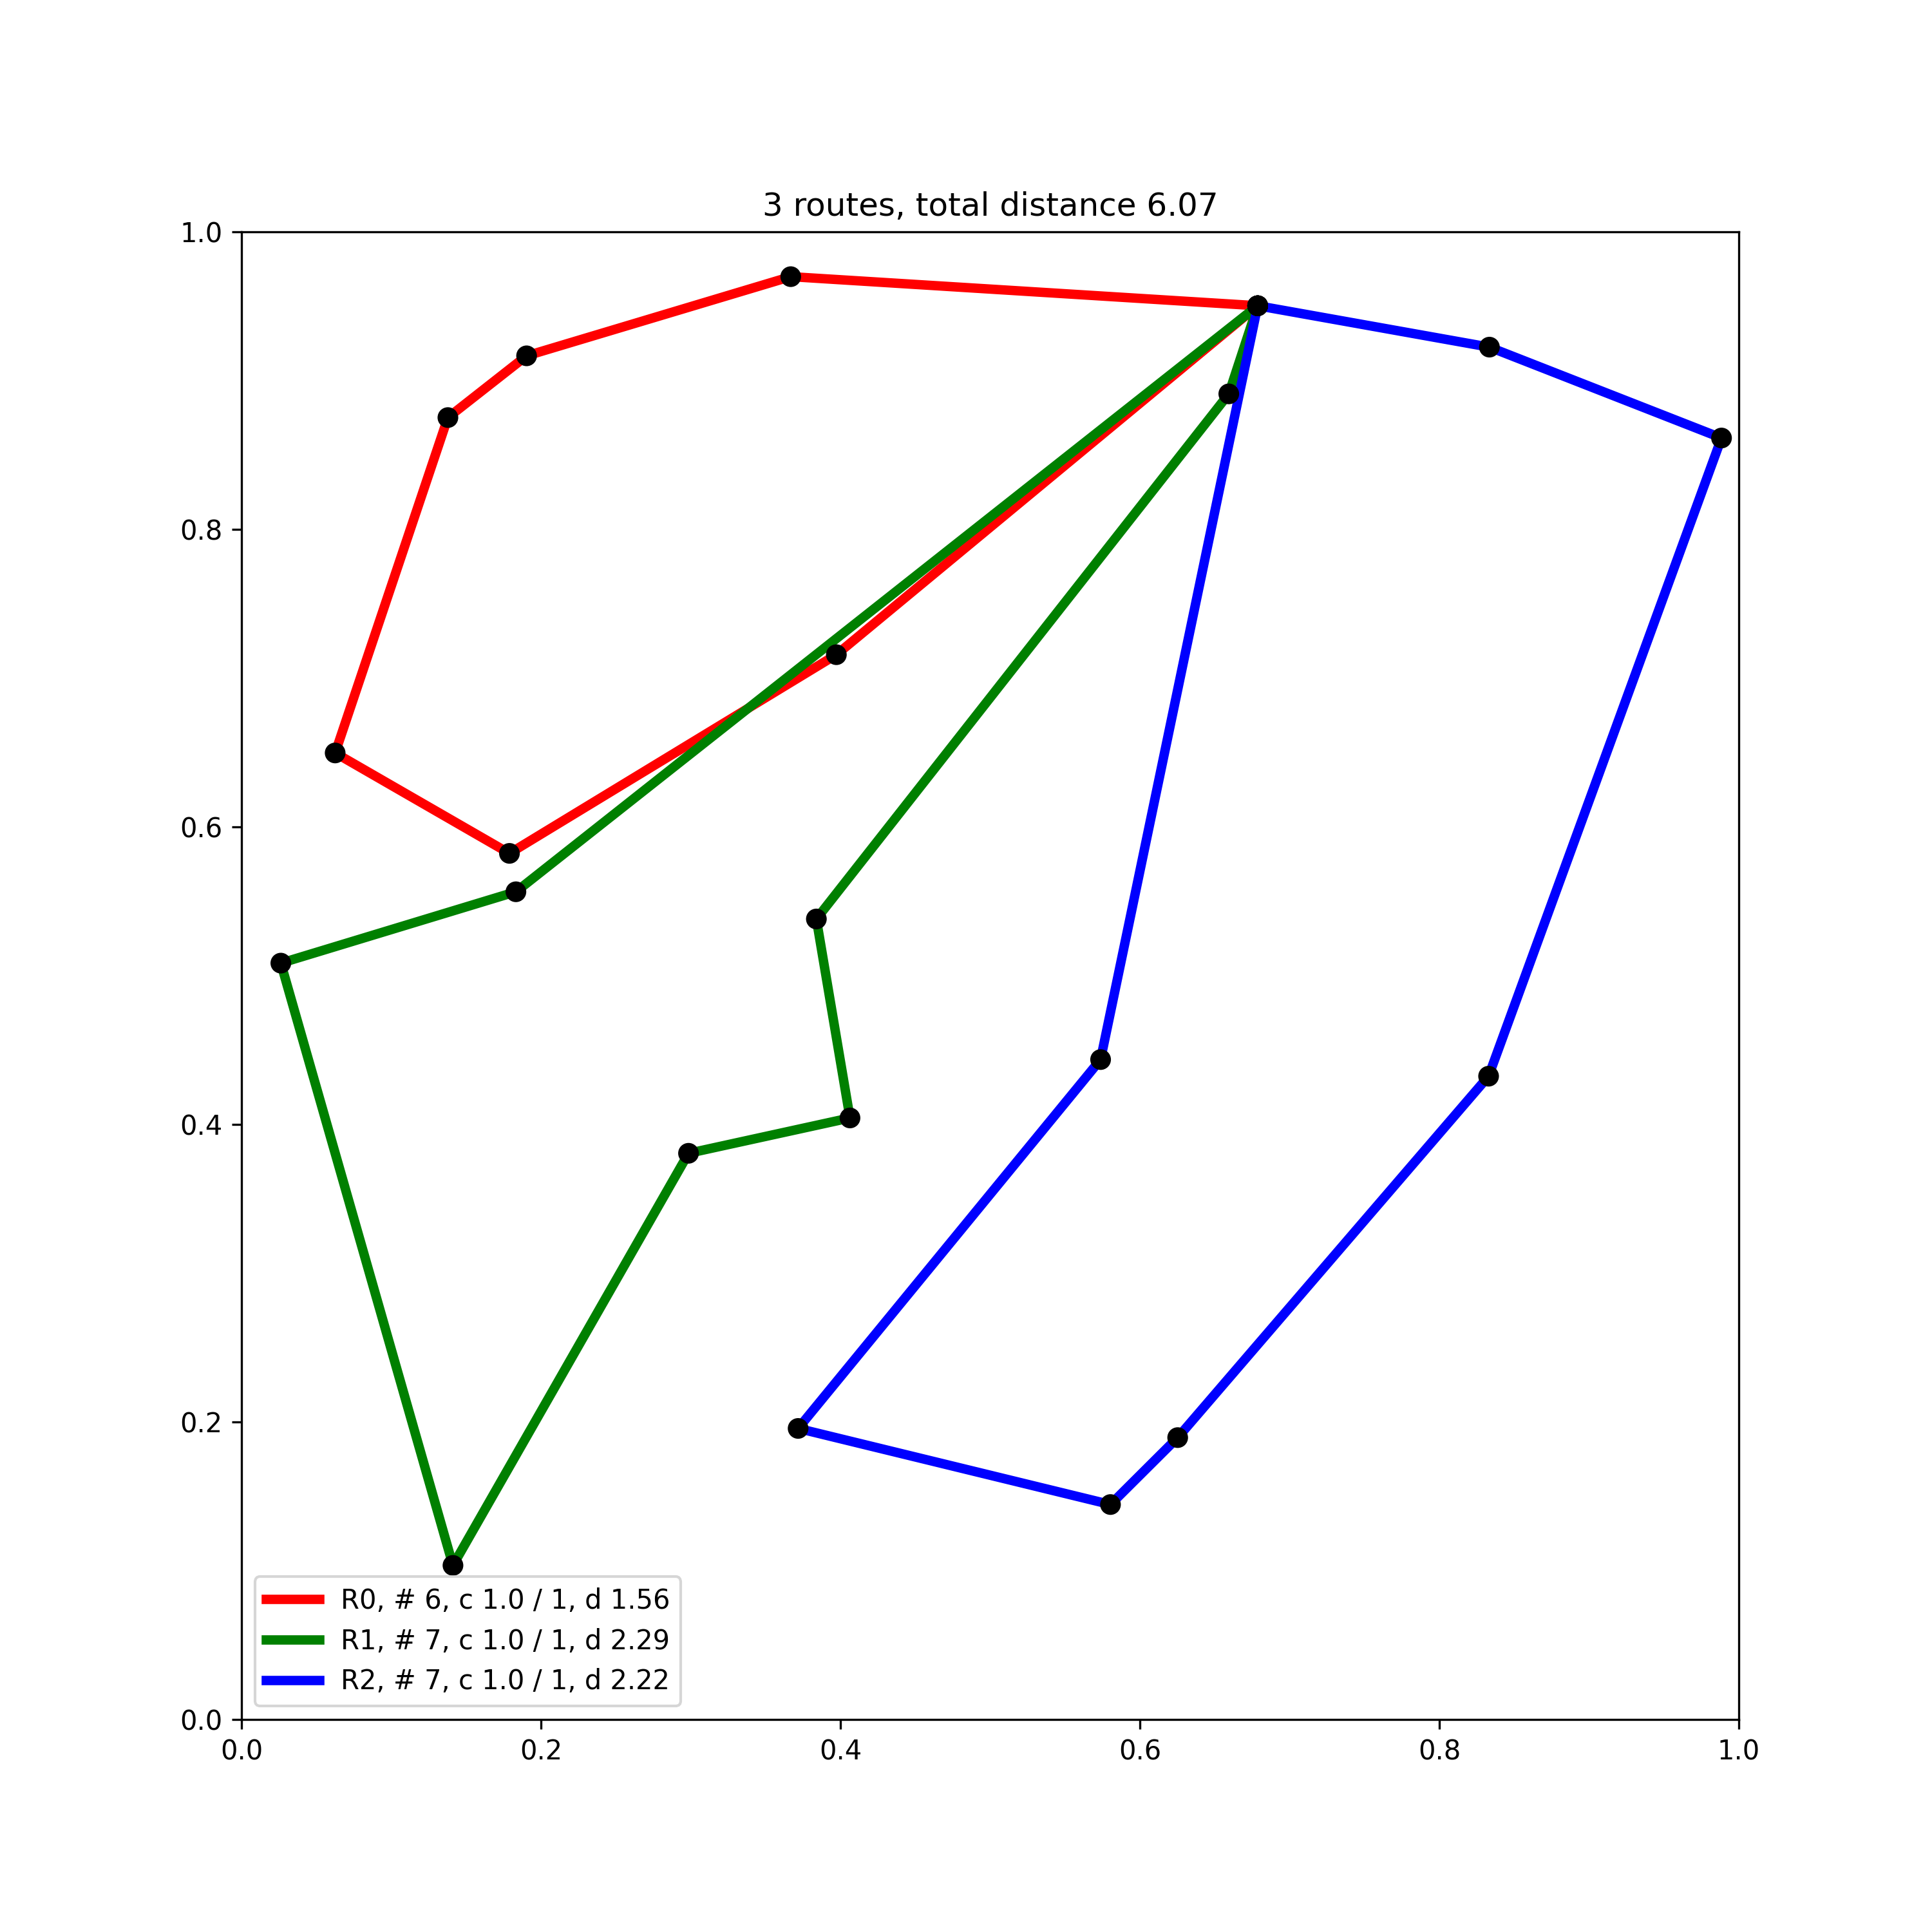 3 routes, total distance 6.07
1.0
0.8
0.6
0.4
0.2
0.0
R0, # 6, c 1.0 / 1, d 1.56
R1, # 7, c 1.0 / 1, d 2.29
R2, # 7, c 1.0 / 1, d 2.22
0.0 0.2 0.4 0.6 0.8 1.0